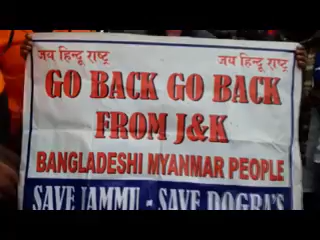 जय हिन्दू राष्ट्र जय हिन्दू राष्ट्र
GO BACK GO BACK
FROM J&K
BANGLADESHI MYANMAR PEOPLE
SAVE JAMMU - SAVE DOGRA'S